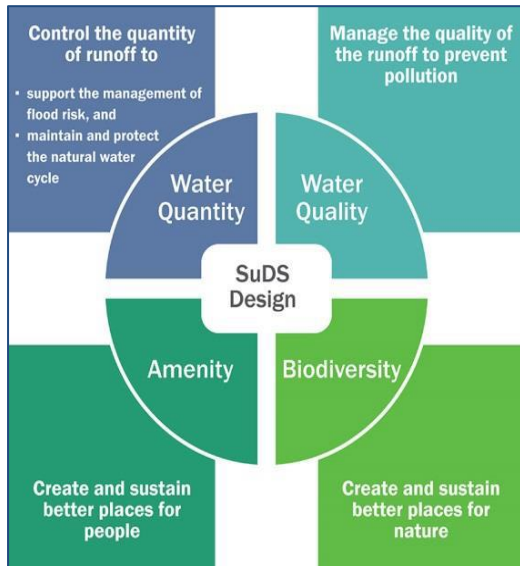 Control the quantity
of runoff to
• support the management of
flood risk, and
• maintain and protect
the natural water
cycle
Manage the quality of
the runoff to prevent
pollution
Water
Quantity
Water
Quality
SuDS
Design
Amenity
Biodiversity
Create and sustain
better places for
people
Create and sustain
better places for
nature